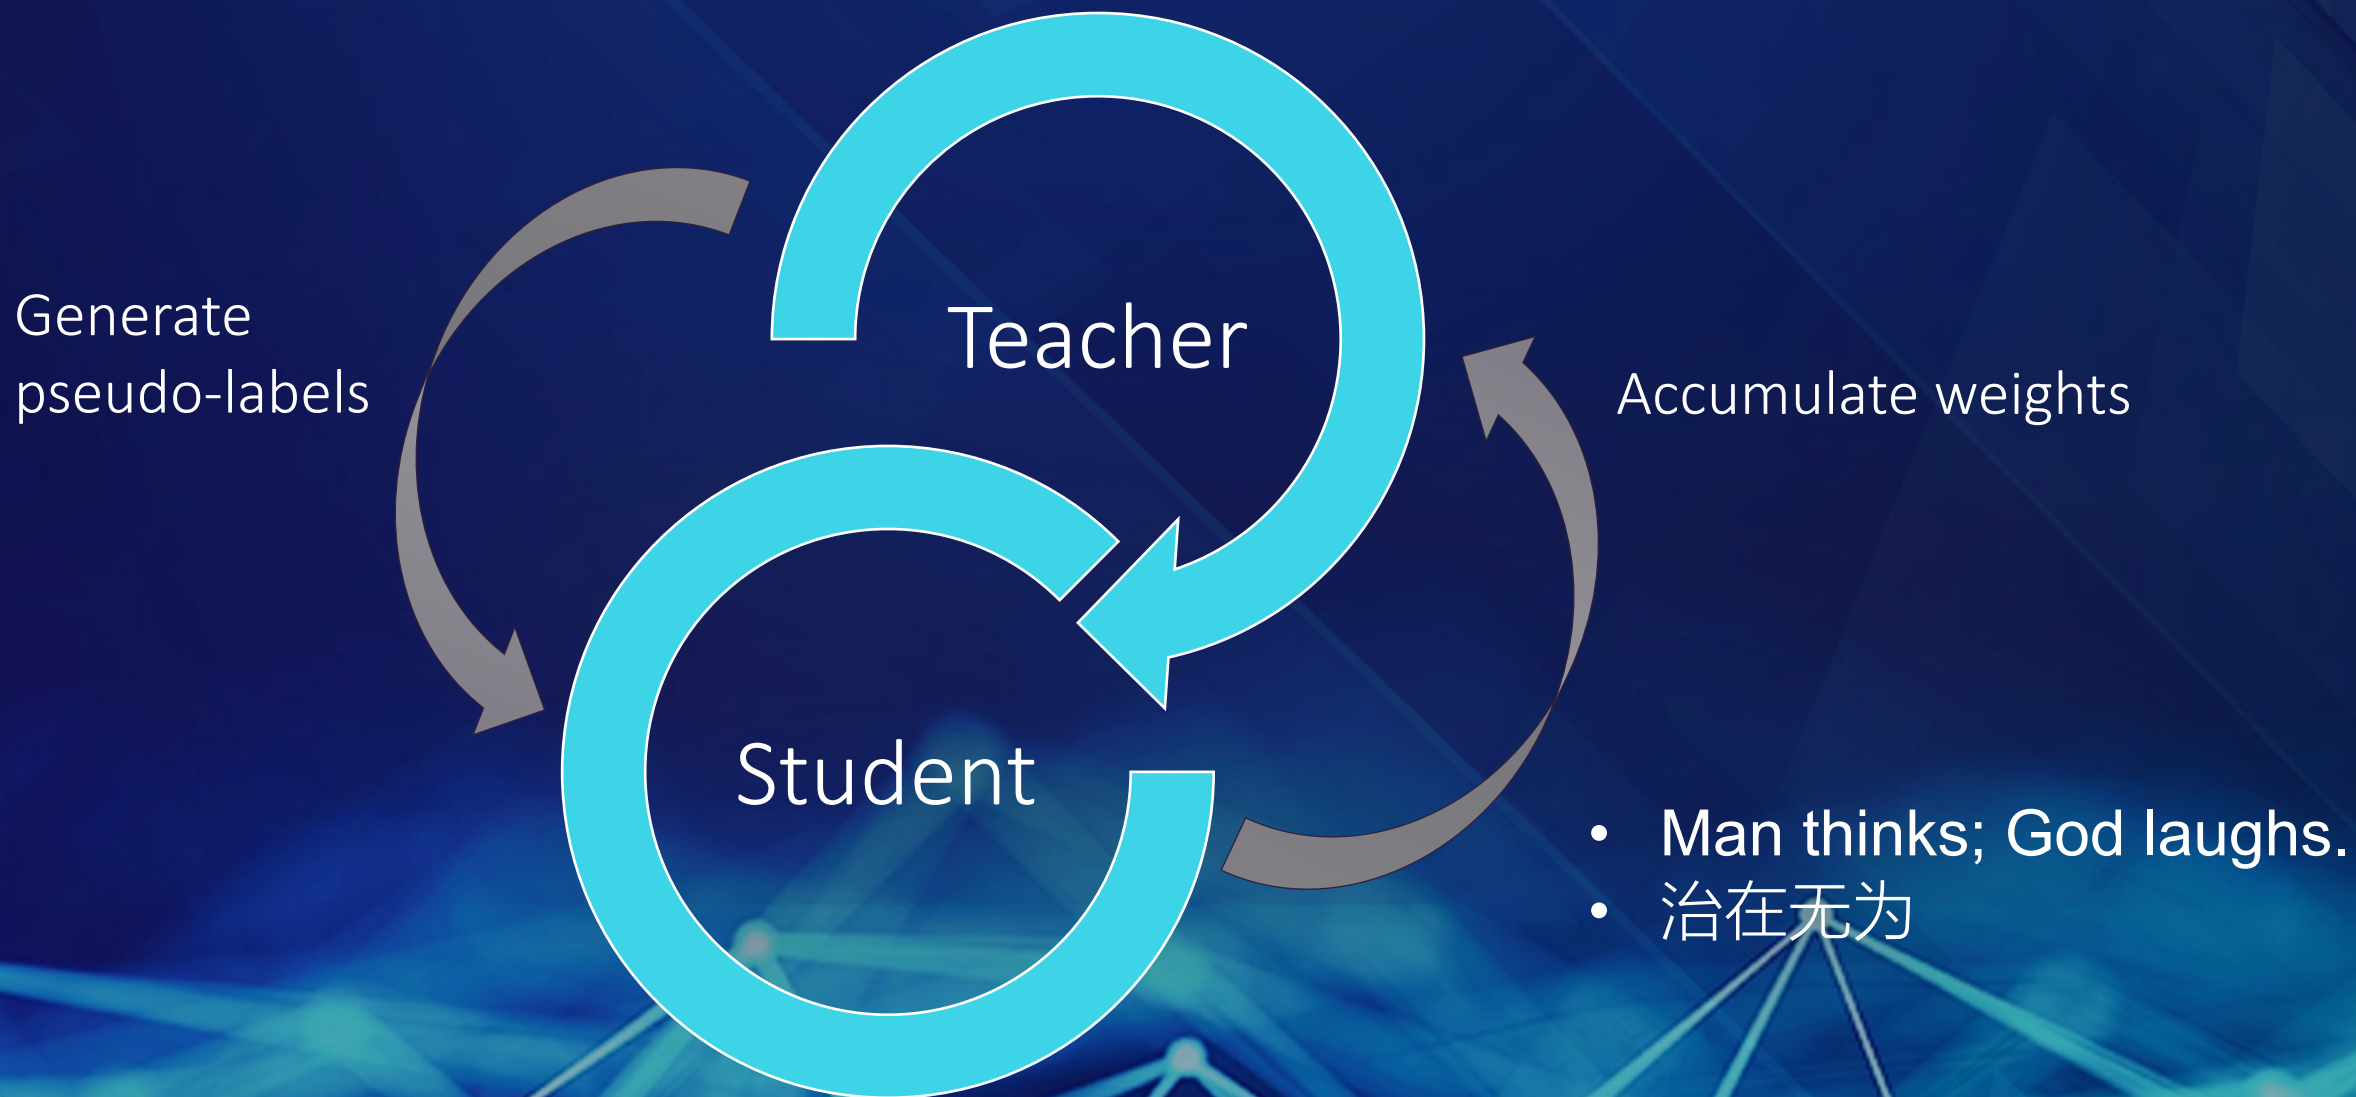 Generate
pseudo-labels
Teacher
Accumulate weights
Student
• Man thinks; God laughs.
• 治在无为